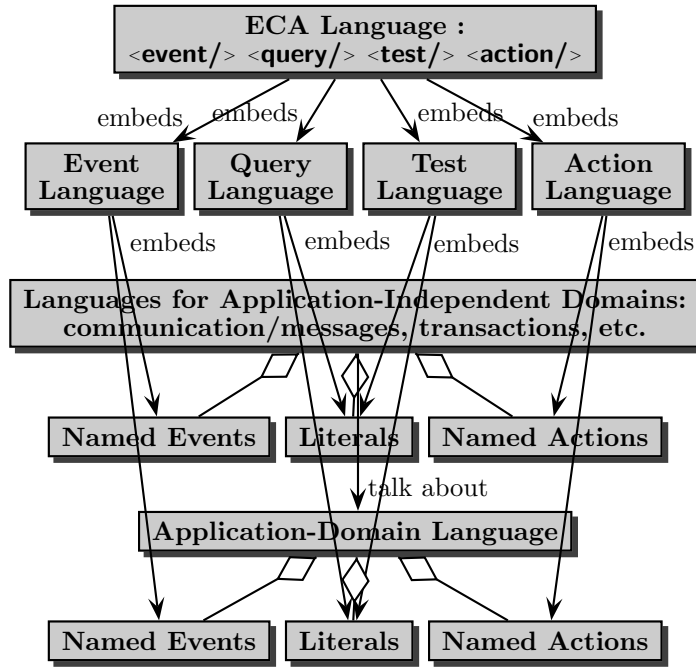 ECA Language :
<event/> <query/> <test/> <action/>
embeds embeds embeds embeds
Event Language
Query Language
Test Language
Action Language
embeds embeds embeds embeds
Languages for Application-Independent Domains:
communication/messages, transactions, etc.
Named Events Literals Named Actions
talk about
Application-Domain Language
Named Events Literals Named Actions